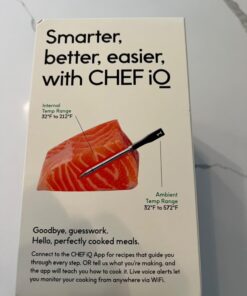 Smarter,
better, easier,
with CHEF iQ
Internal
Temp Range
32°F to 212°F
Ambient
Temp Range
32°F to 572°F
Goodbye, guesswork.
Hello, perfectly cooked meals.
Connect to the CHEF iQ App for recipes that guide you
through every step. OR tell us what you're making, and
the app will teach you how to cook it. Live voice alerts let
you monitor your cooking from anywhere via WiFi.